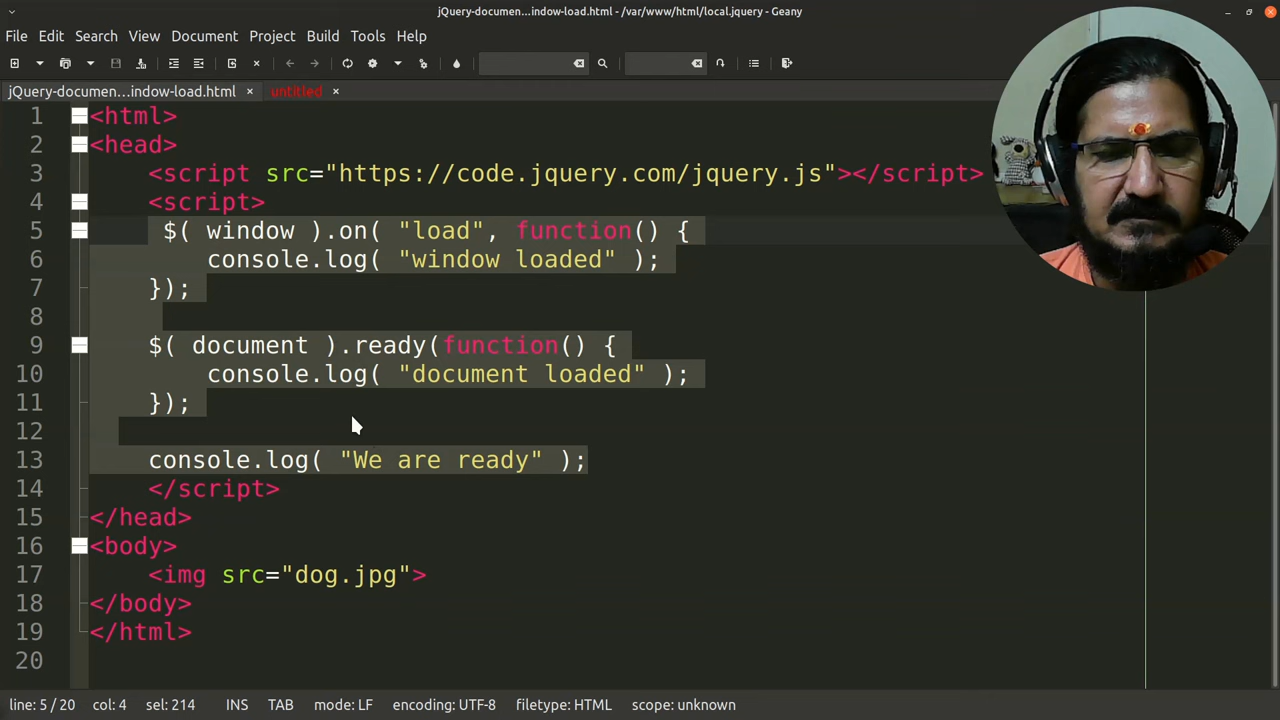 jQuery-documen...indow-load.html - /var/www/html/local.jquery - Geany
File Edit Search View Document Project Build Tools Help
jQuery-documen...indow-load.html × untitled ×
1 <html>
2 <head>
3 <script src="https://code.jquery.com/jquery.js"></script>
4 <script>
5 $( window ).on( "load", function() {
6 console.log( "window loaded" );
7 });
8
9 $( document ).ready(function() {
10 console.log( "document loaded" );
11 });
12
13 console.log( "We are ready" );
14 </script>
15 </head>
16 <body>
17 <img src="dog.jpg">
18 </body>
19 </html>
20
line: 5 / 20 col: 4 sel: 214 INS TAB mode: LF encoding: UTF-8 filetype: HTML scope: unknown